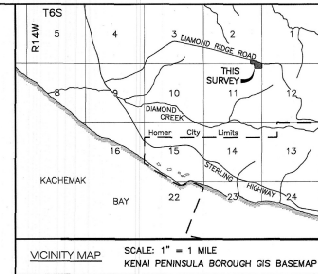 T6S
R14W
5 4 3 2 1
DIAMOND RIDGE ROAD
THIS
SURVEY
8 9 10 11 12
DIAMOND
CREEK
Homer City Limits
16 15 14 13
STERLING
HIGHWAY
KACHEMAK
BAY
22 23 24
VICINITY MAP
SCALE: 1" = 1 MILE
KENAI PENINSULA BOROUGH GIS BASEMAP